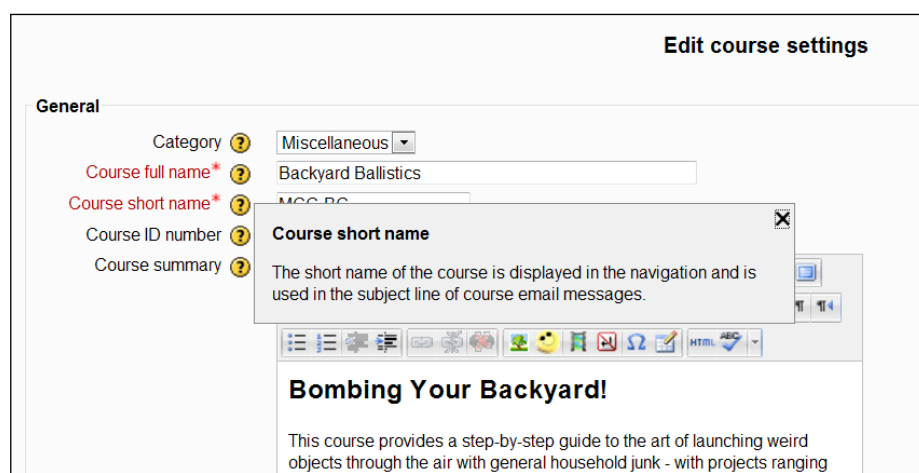 Edit course settings
General
Category Miscellaneous
Course full name* Backyard Ballistics
Course short name*
Course ID number
Course summary
Course short name
The short name of the course is displayed in the navigation and is
used in the subject line of course email messages.
HTML ABC
Bombing Your Backyard!
This course provides a step-by-step guide to the art of launching weird
objects through the air with general household junk - with projects ranging